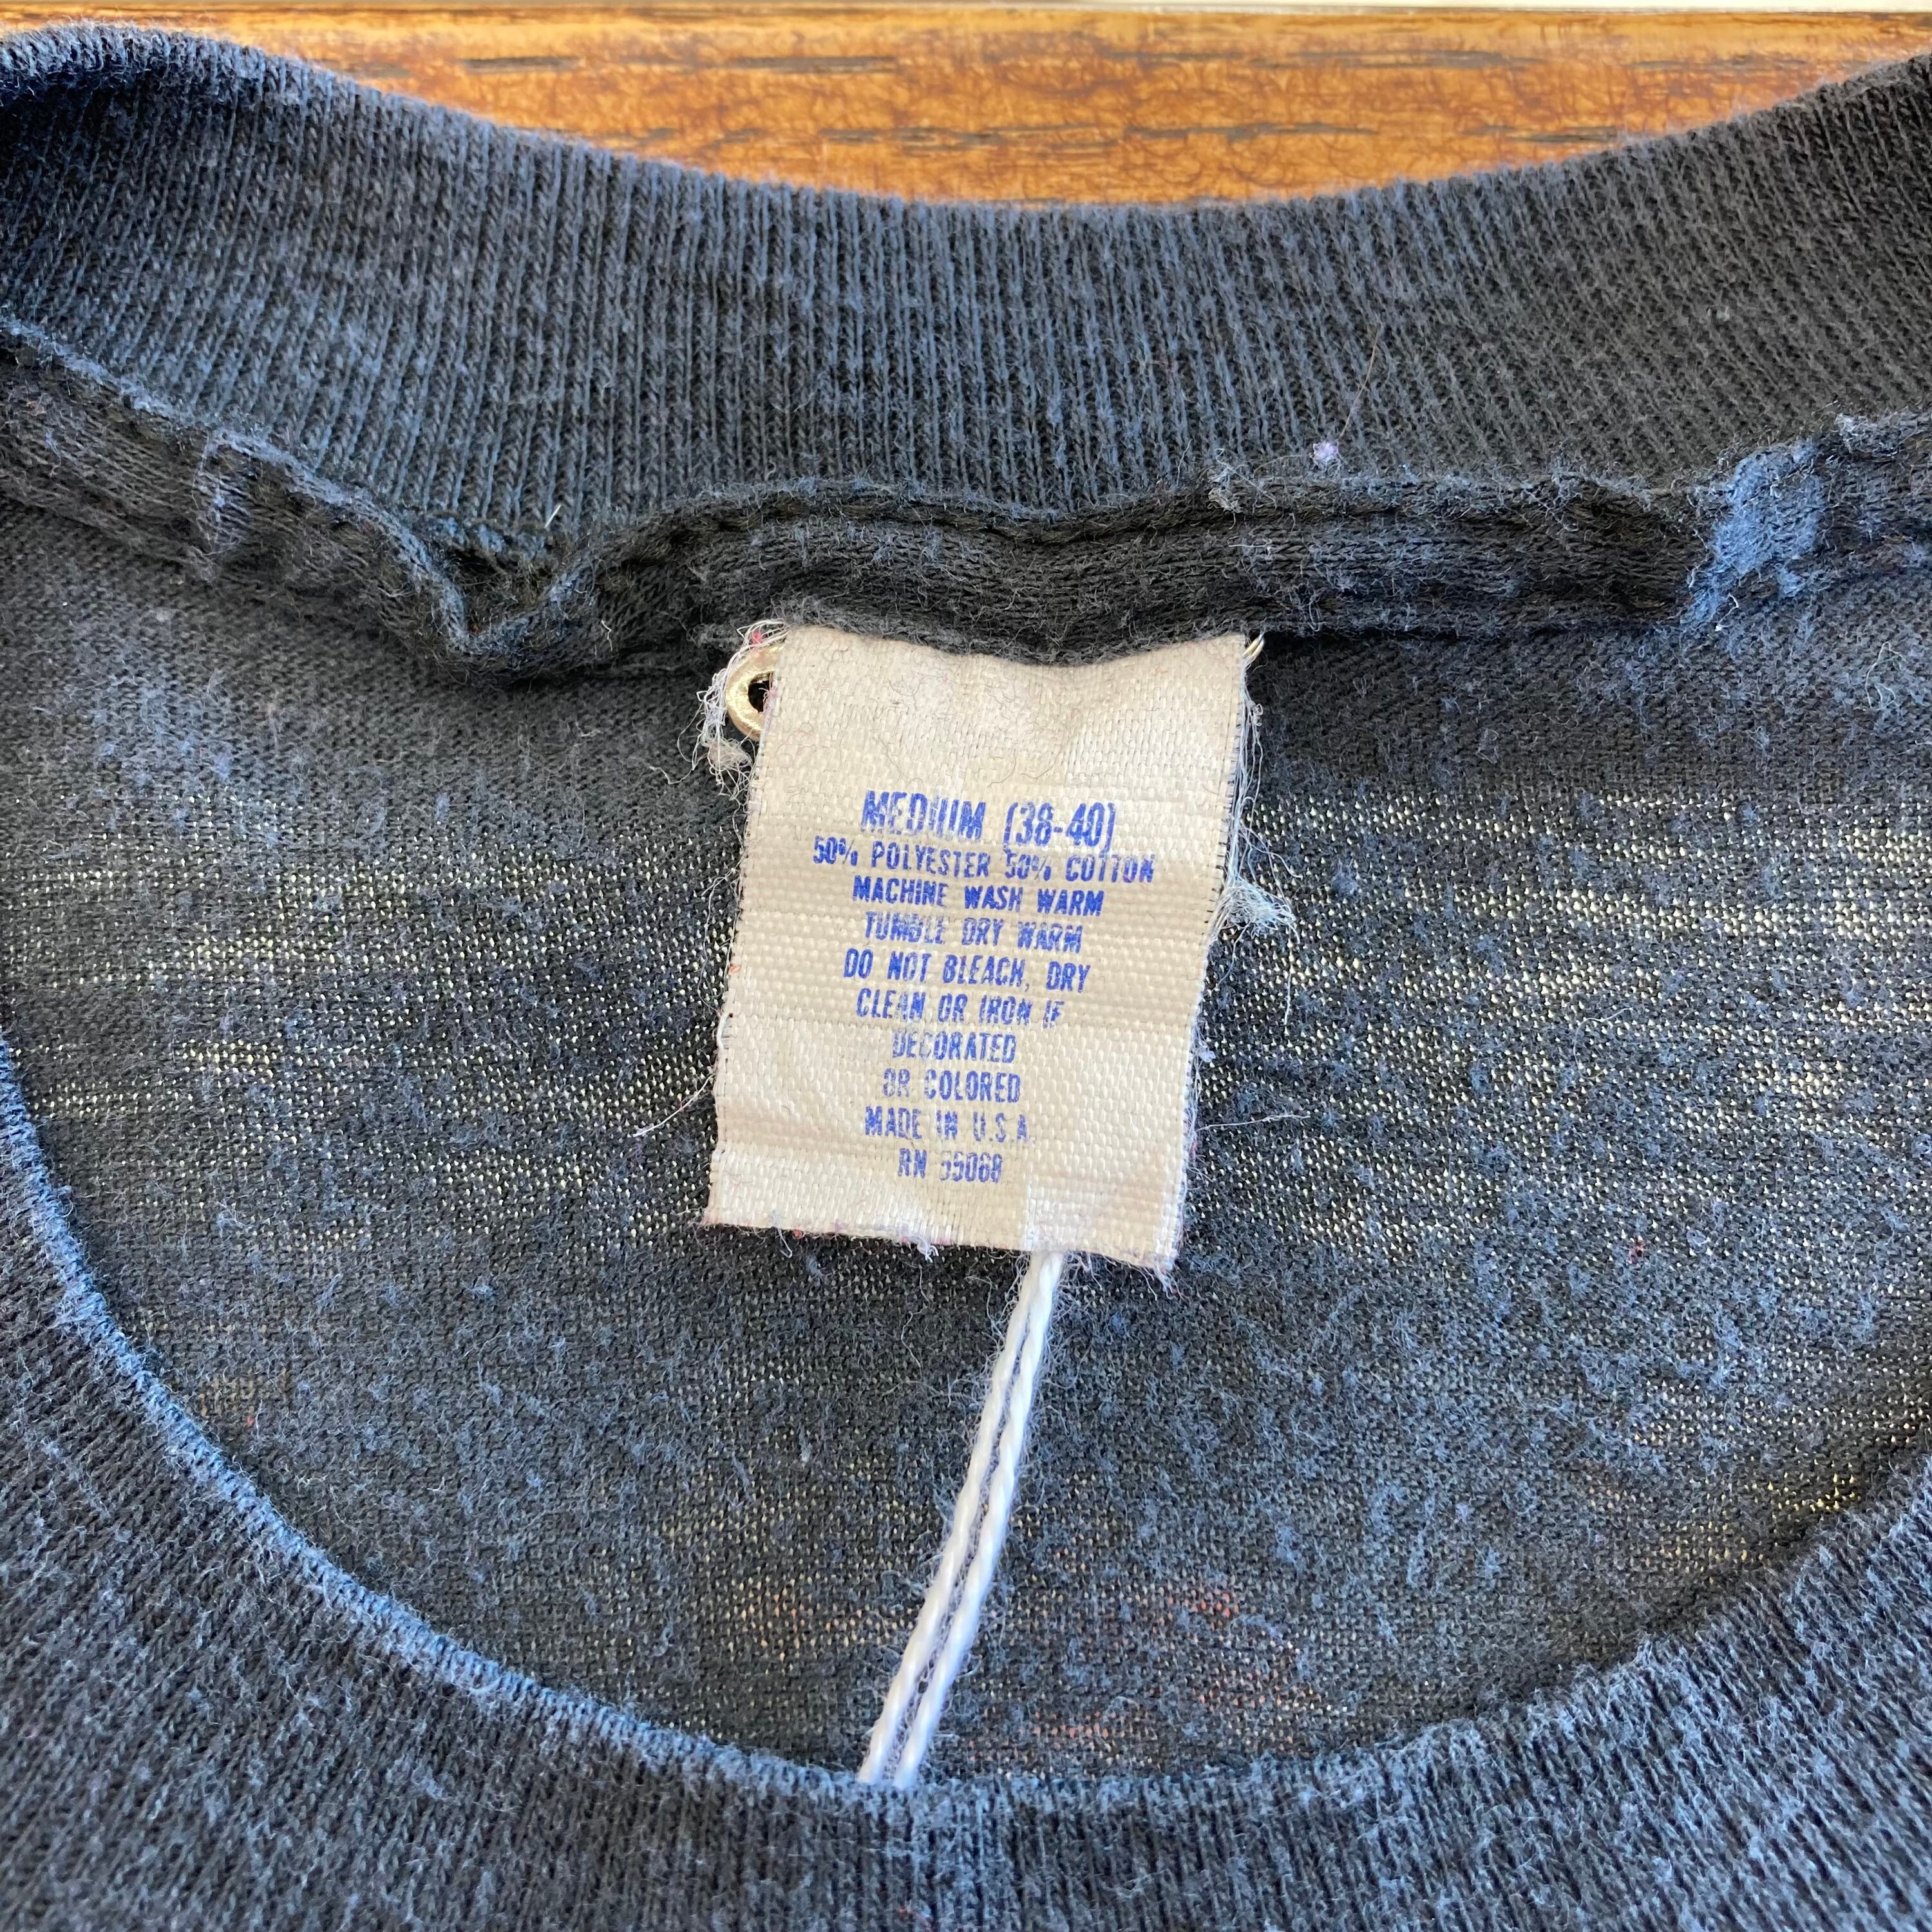 MEDIUM (38-40)
50% POLYESTER 50% COTTON
MACHINE WASH WARM
TUMBLE DRY WARM
DO NOT BLEACH, DRY
CLEAN OR IRON IF
DECORATED
OR COLORED
MADE IN U.S.A.
RN